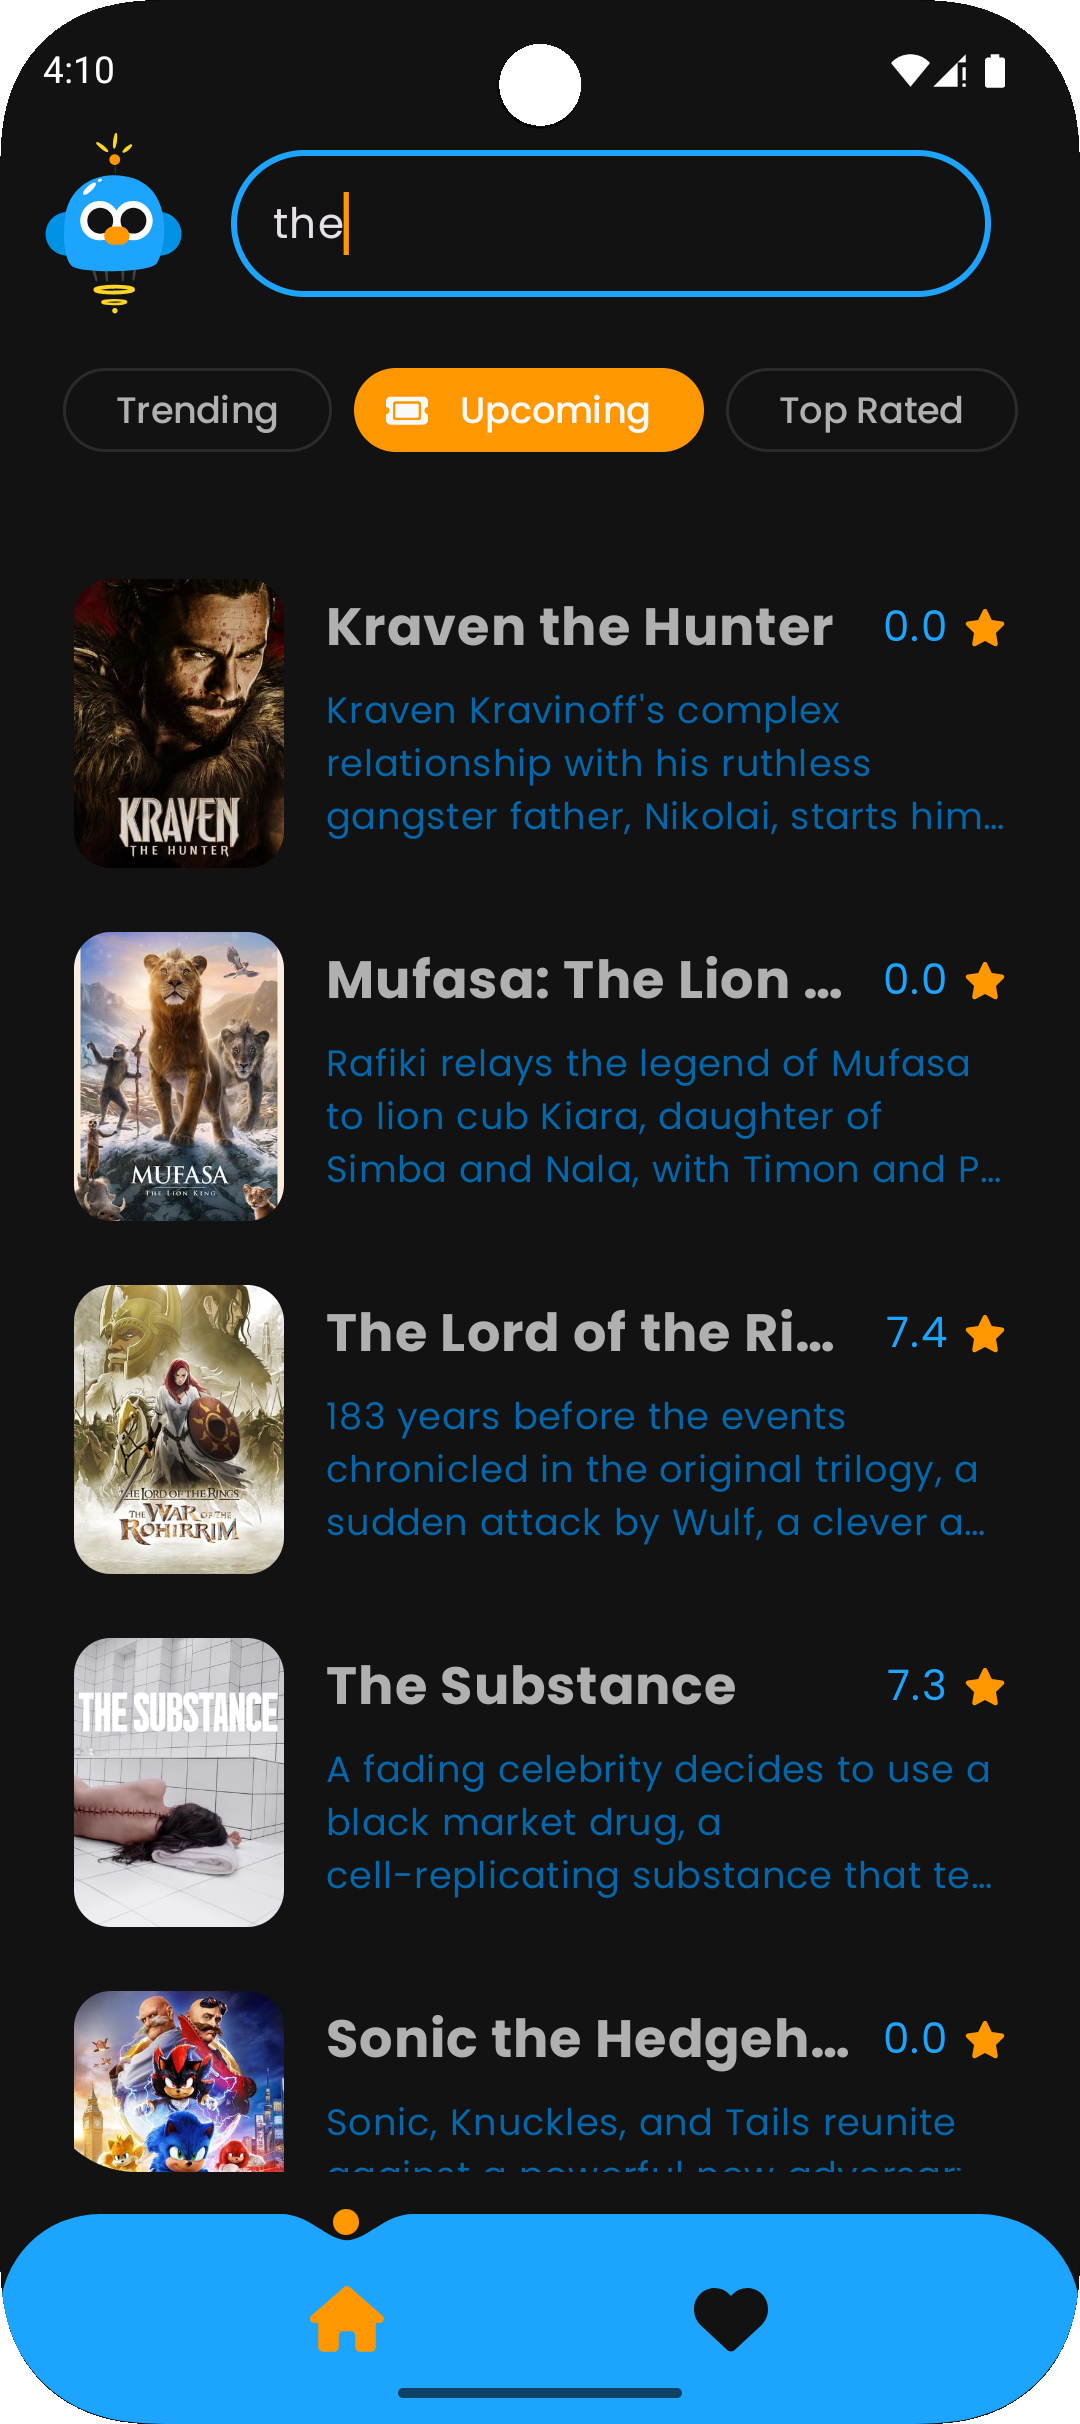 4:10
the
Trending
Upcoming
Top Rated
KRAVEN
THE HUNTER
Kraven the Hunter
0.0
Kraven Kravinoff's complex
relationship with his ruthless
gangster father, Nikolai, starts him…
MUFASA
THE LION KING
Mufasa: The Lion …
0.0
Rafiki relays the legend of Mufasa
to lion cub Kiara, daughter of
Simba and Nala, with Timon and P…
THE LORD OF THE RINGS
THE WAR OF THE
ROHIRRIM
The Lord of the Ri…
7.4
183 years before the events
chronicled in the original trilogy, a
sudden attack by Wulf, a clever a…
THE SUBSTANCE
The Substance
7.3
A fading celebrity decides to use a
black market drug, a
cell-replicating substance that te…
Sonic the Hedgeh…
0.0
Sonic, Knuckles, and Tails reunite
against a powerful new adversar